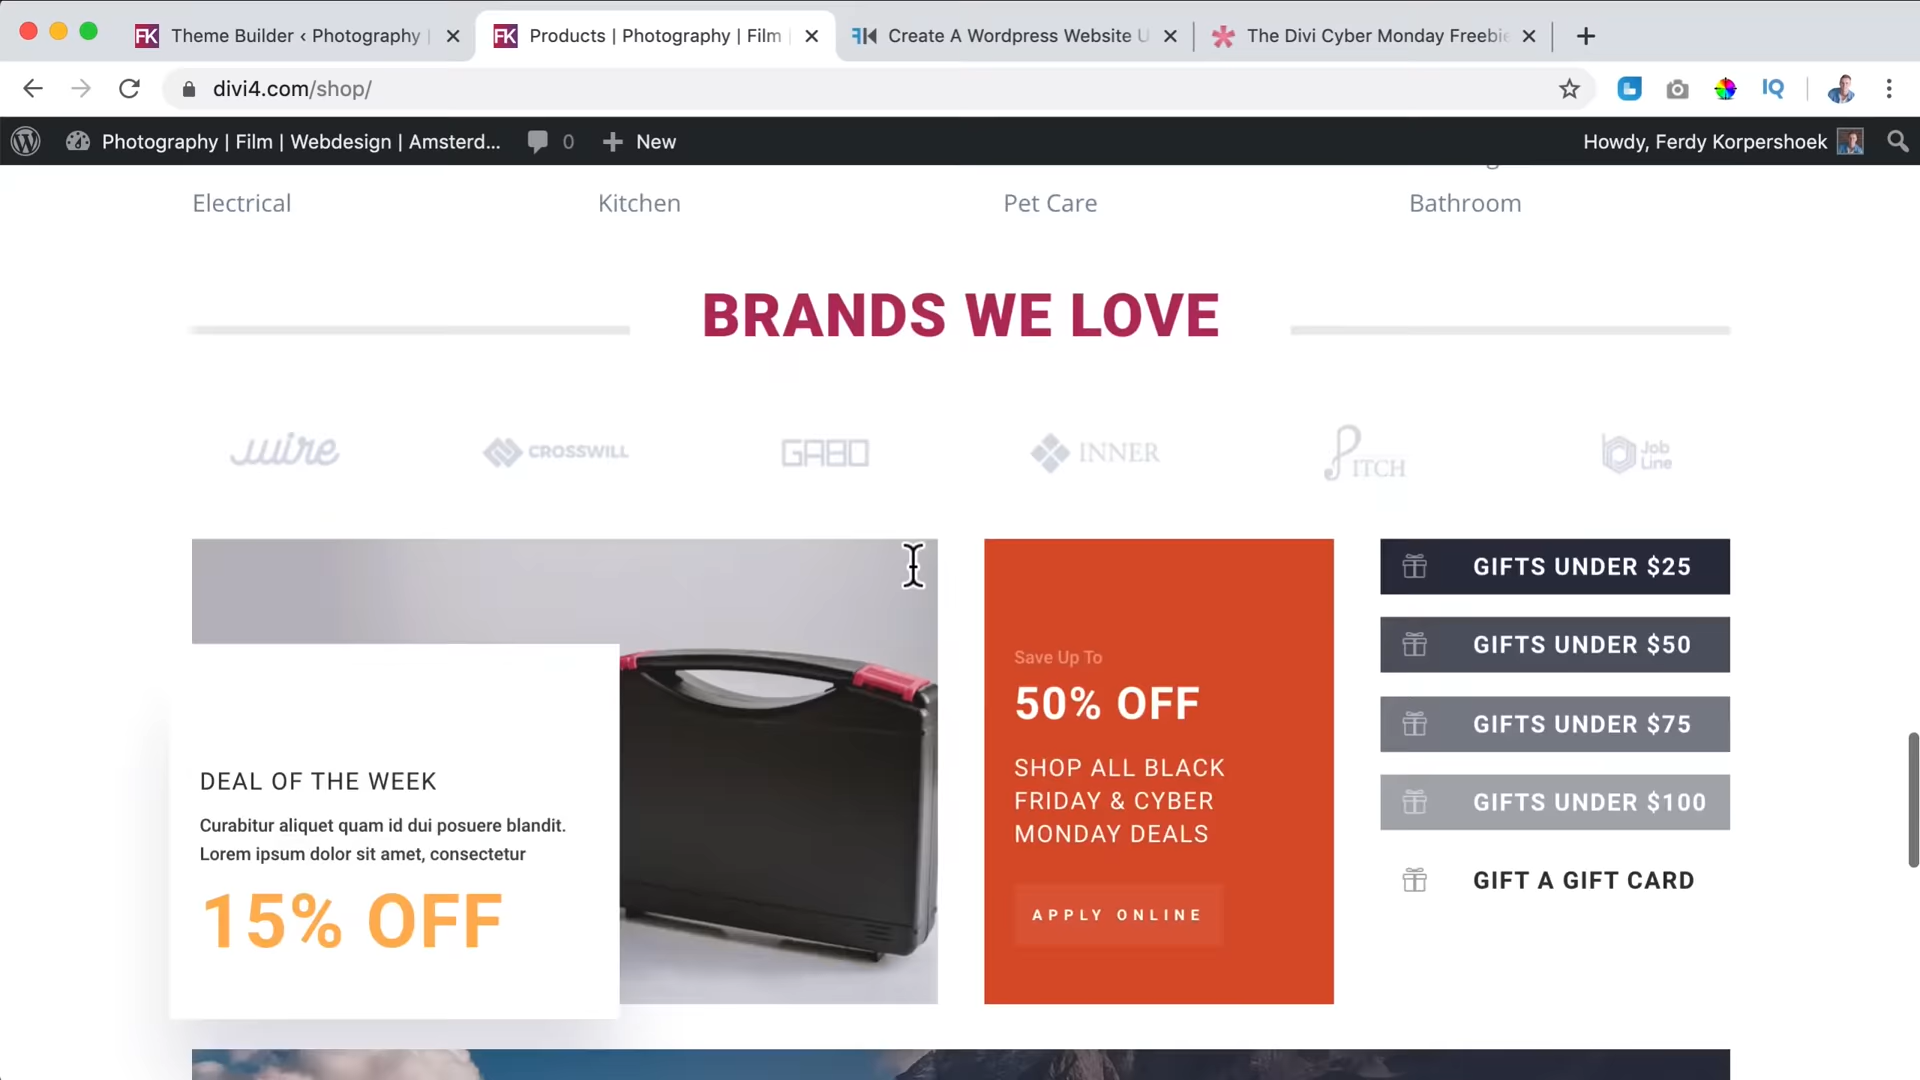 Theme Builder ‹ Photography |
Products | Photography | Film
Create A Wordpress Website U
The Divi Cyber Monday Freebie
divi4.com/shop/
IQ
Photography | Film | Webdesign | Amsterd...
0
New
Howdy, Ferdy Korpershoek
Electrical
Kitchen
Pet Care
Bathroom
BRANDS WE LOVE
wire
CROSSWILL
GABO
INNER
PITCH
Job
Line
DEAL OF THE WEEK
Curabitur aliquet quam id dui posuere blandit.
Lorem ipsum dolor sit amet, consectetur
15% OFF
Save Up To
50% OFF
SHOP ALL BLACK
FRIDAY & CYBER
MONDAY DEALS
APPLY ONLINE
GIFTS UNDER $25
GIFTS UNDER $50
GIFTS UNDER $75
GIFTS UNDER $100
GIFT A GIFT CARD